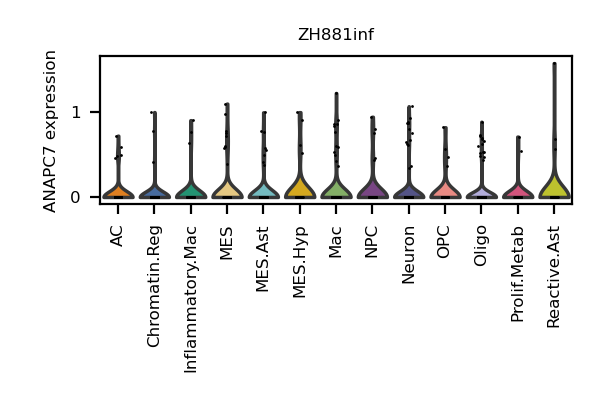 ZH881inf
ANAPC7 expression
1
0
AC
Chromatin.Reg
Inflammatory.Mac
MES
MES.Ast
MES.Hyp
Mac
NPC
Neuron
OPC
Oligo
Prolif.Metab
Reactive.Ast